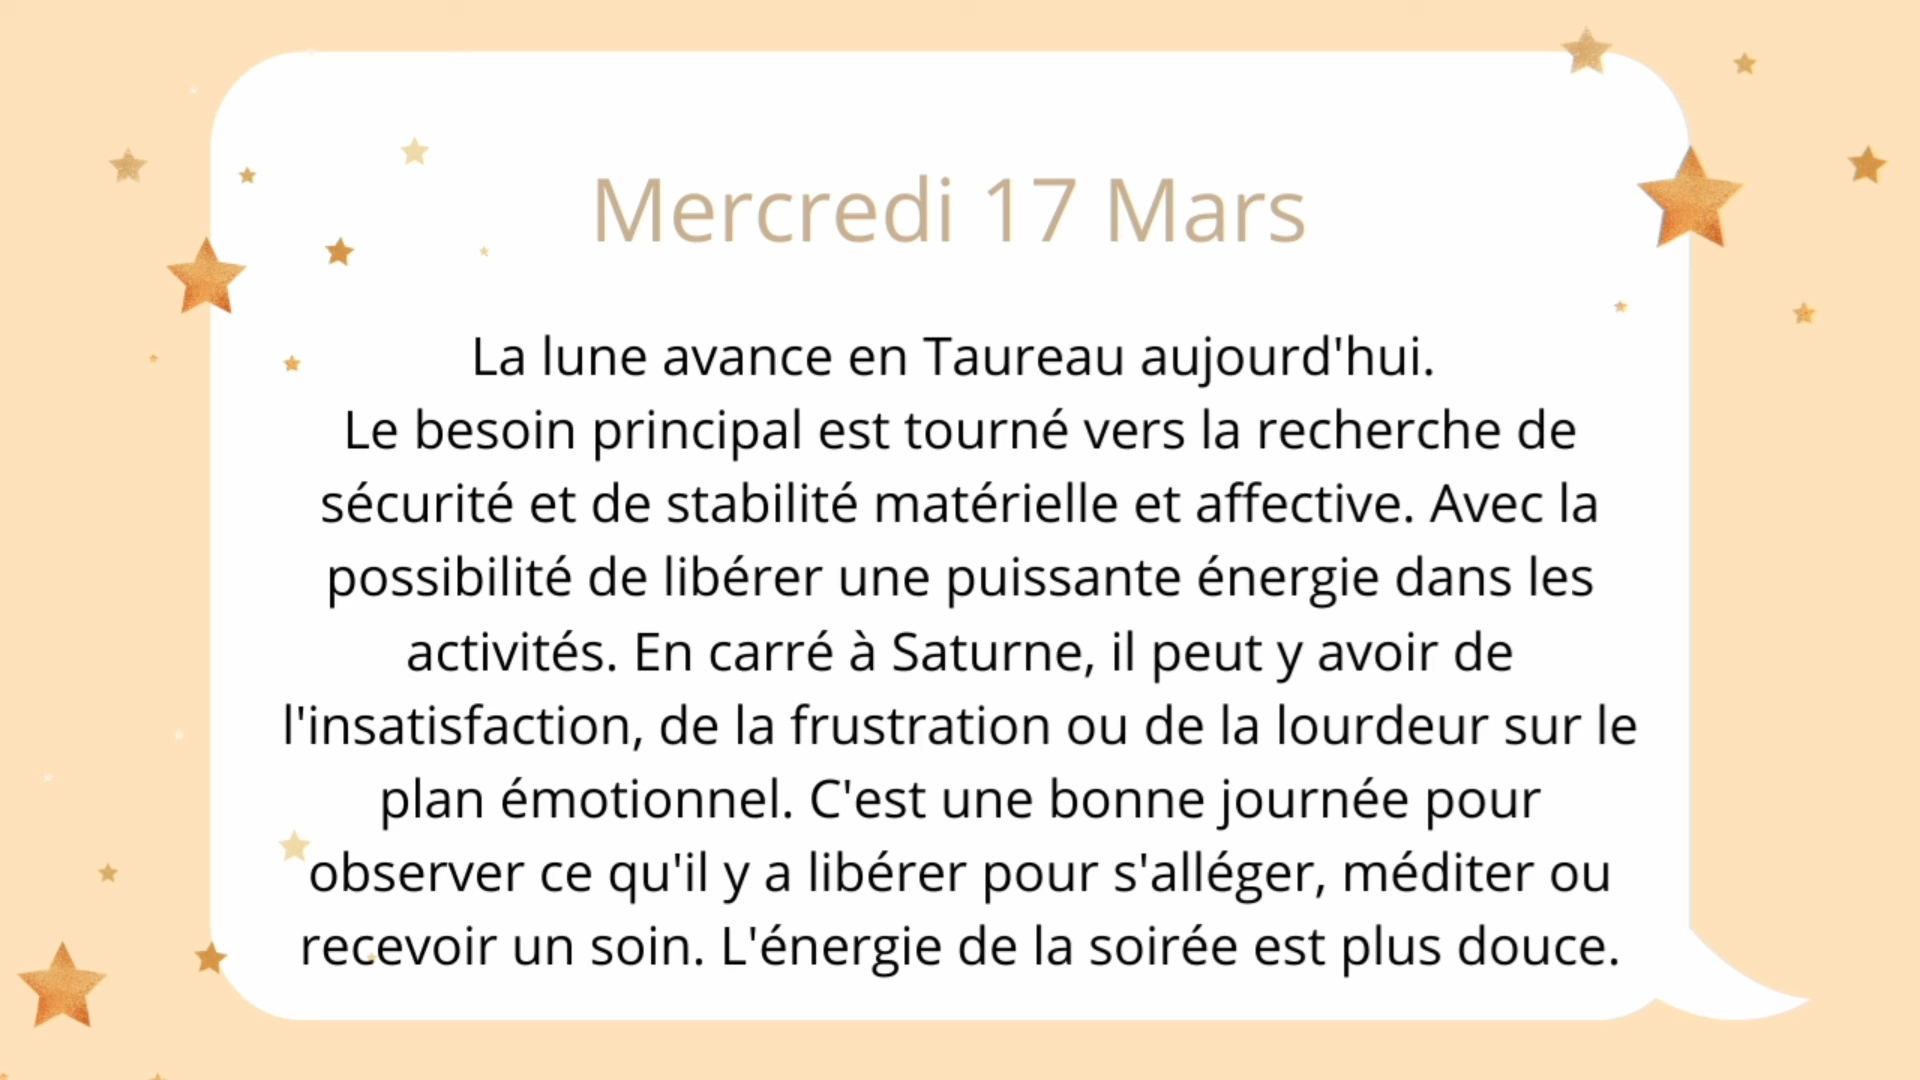 Mercredi 17 Mars
La lune avance en Taureau aujourd'hui.
Le besoin principal est tourné vers la recherche de
sécurité et de stabilité matérielle et affective. Avec la
possibilité de libérer une puissante énergie dans les
activités. En carré à Saturne, il peut y avoir de
l'insatisfaction, de la frustration ou de la lourdeur sur le
plan émotionnel. C'est une bonne journée pour
observer ce qu'il y a libérer pour s'alléger, méditer ou
recevoir un soin. L'énergie de la soirée est plus douce.